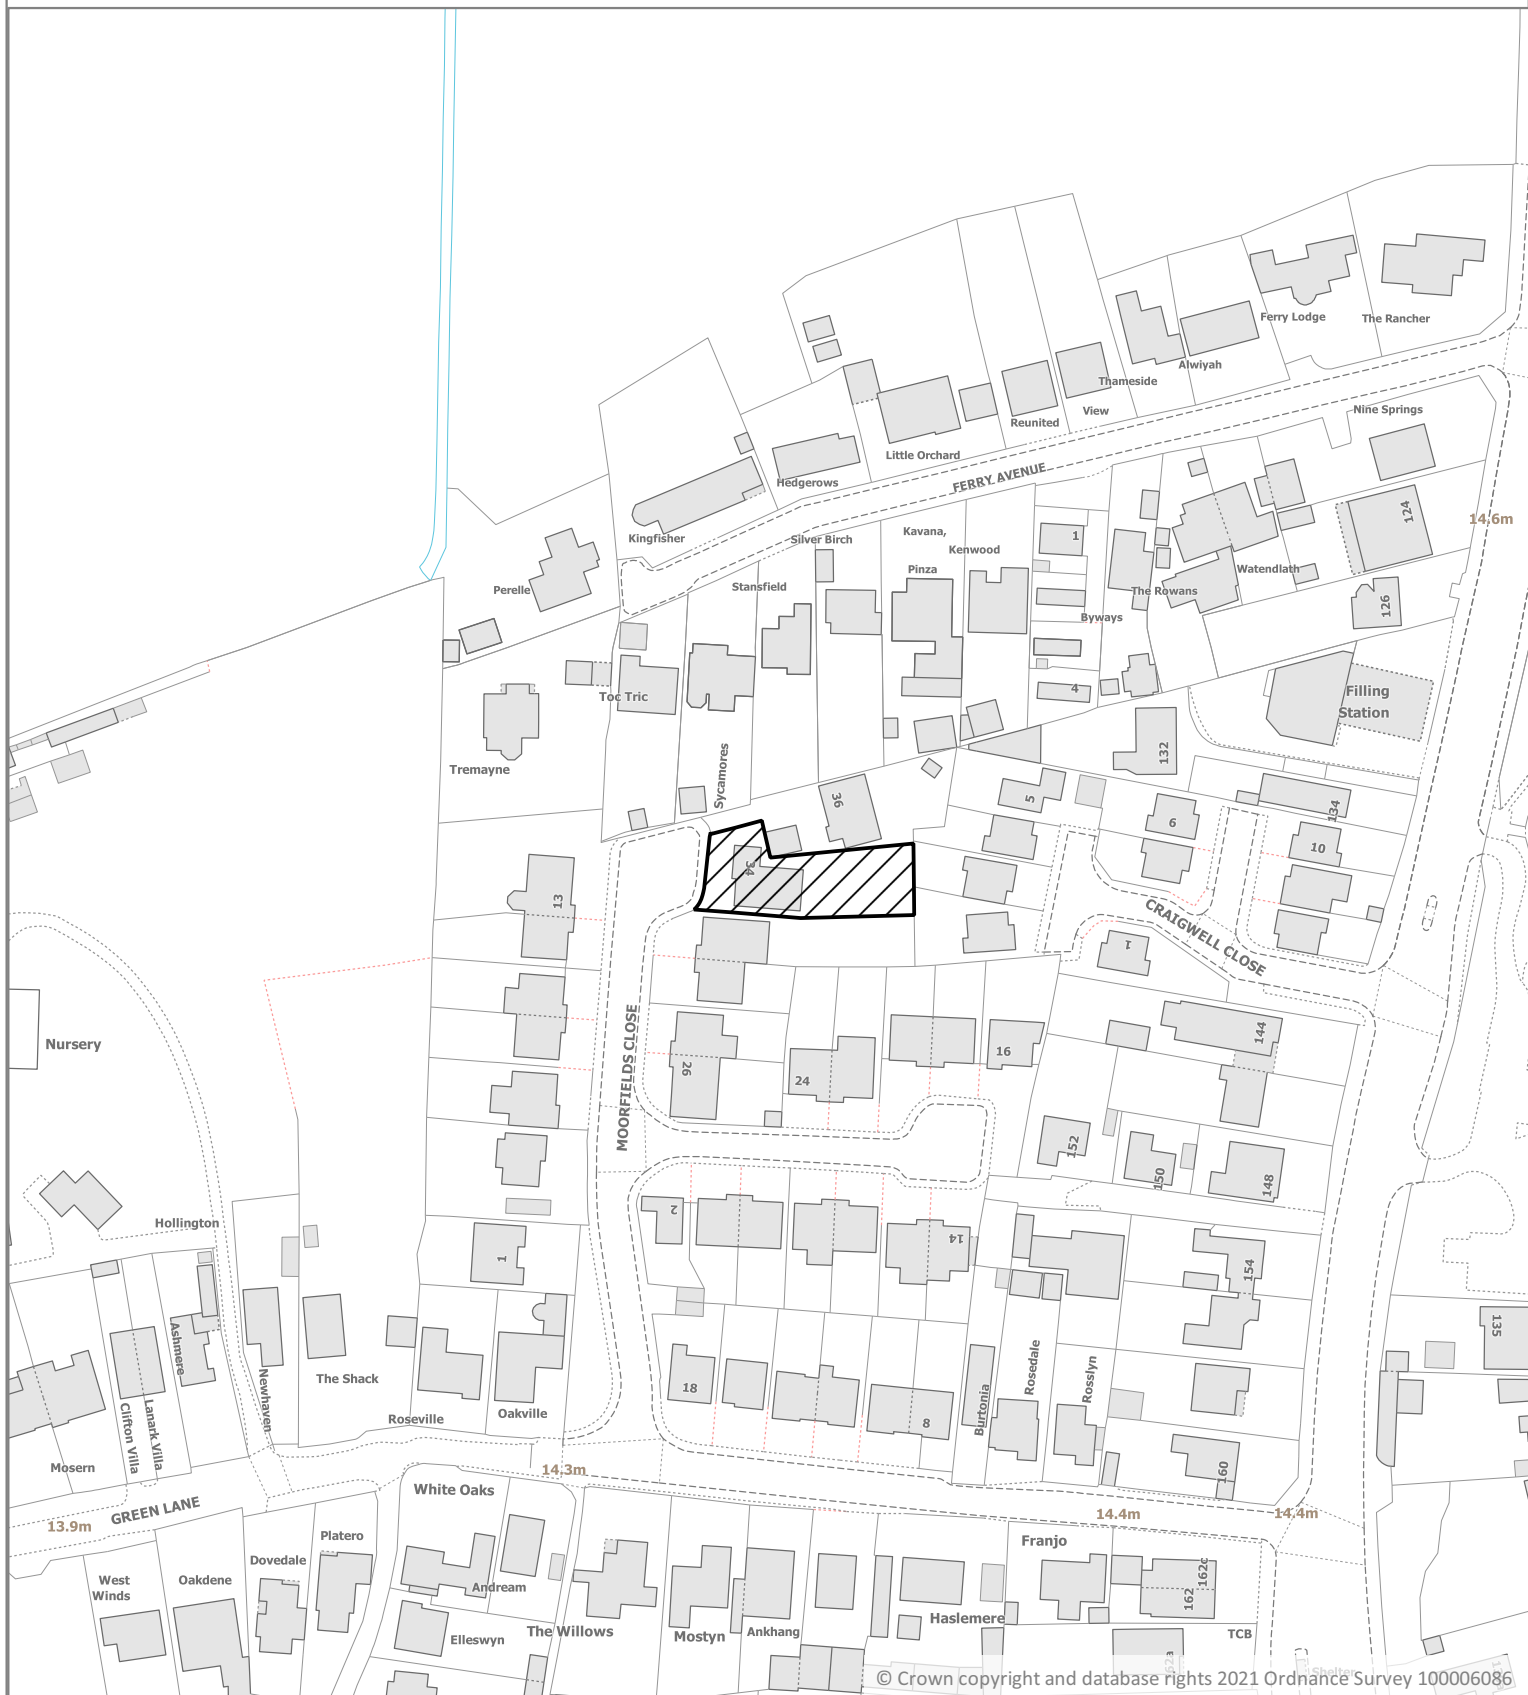 Ferry Lodge
The Rancher
Alwiyah
Thameside
View
Reunited
Nine Springs
Little Orchard
FERRY AVENUE
Hedgerows
Kingfisher
Silver Birch
Kavana,
Kenwood
Pinza
1
124
14.6m
Perelle
Stansfield
The Rowans
Watendlath
Byways
126
4
Toc Tric
Filling
Station
Tremayne
Sycamores
132
36
5
6
134
10
34
13
CRAIGWELL CLOSE
1
Nursery
MOORFIELDS CLOSE
26
24
16
144
152
150
148
Hollington
2
14
1
154
Ashmere
Newhaven
The Shack
Roseville
Oakville
18
8
Burtonia
Rosedale
Rosslyn
135
Clifton Villa
Lanark Villa
Mosern
160
14.3m
White Oaks
GREEN LANE
13.9m
14.4m
14.4m
Platero
Franjo
Dovedale
West
Winds
Oakdene
Andream
162c
162
Elleswyn
The Willows
Mostyn
Ankhang
Haslemere
TCB
62a
Shelter
© Crown copyright and database rights 2021 Ordnance Survey 100006086